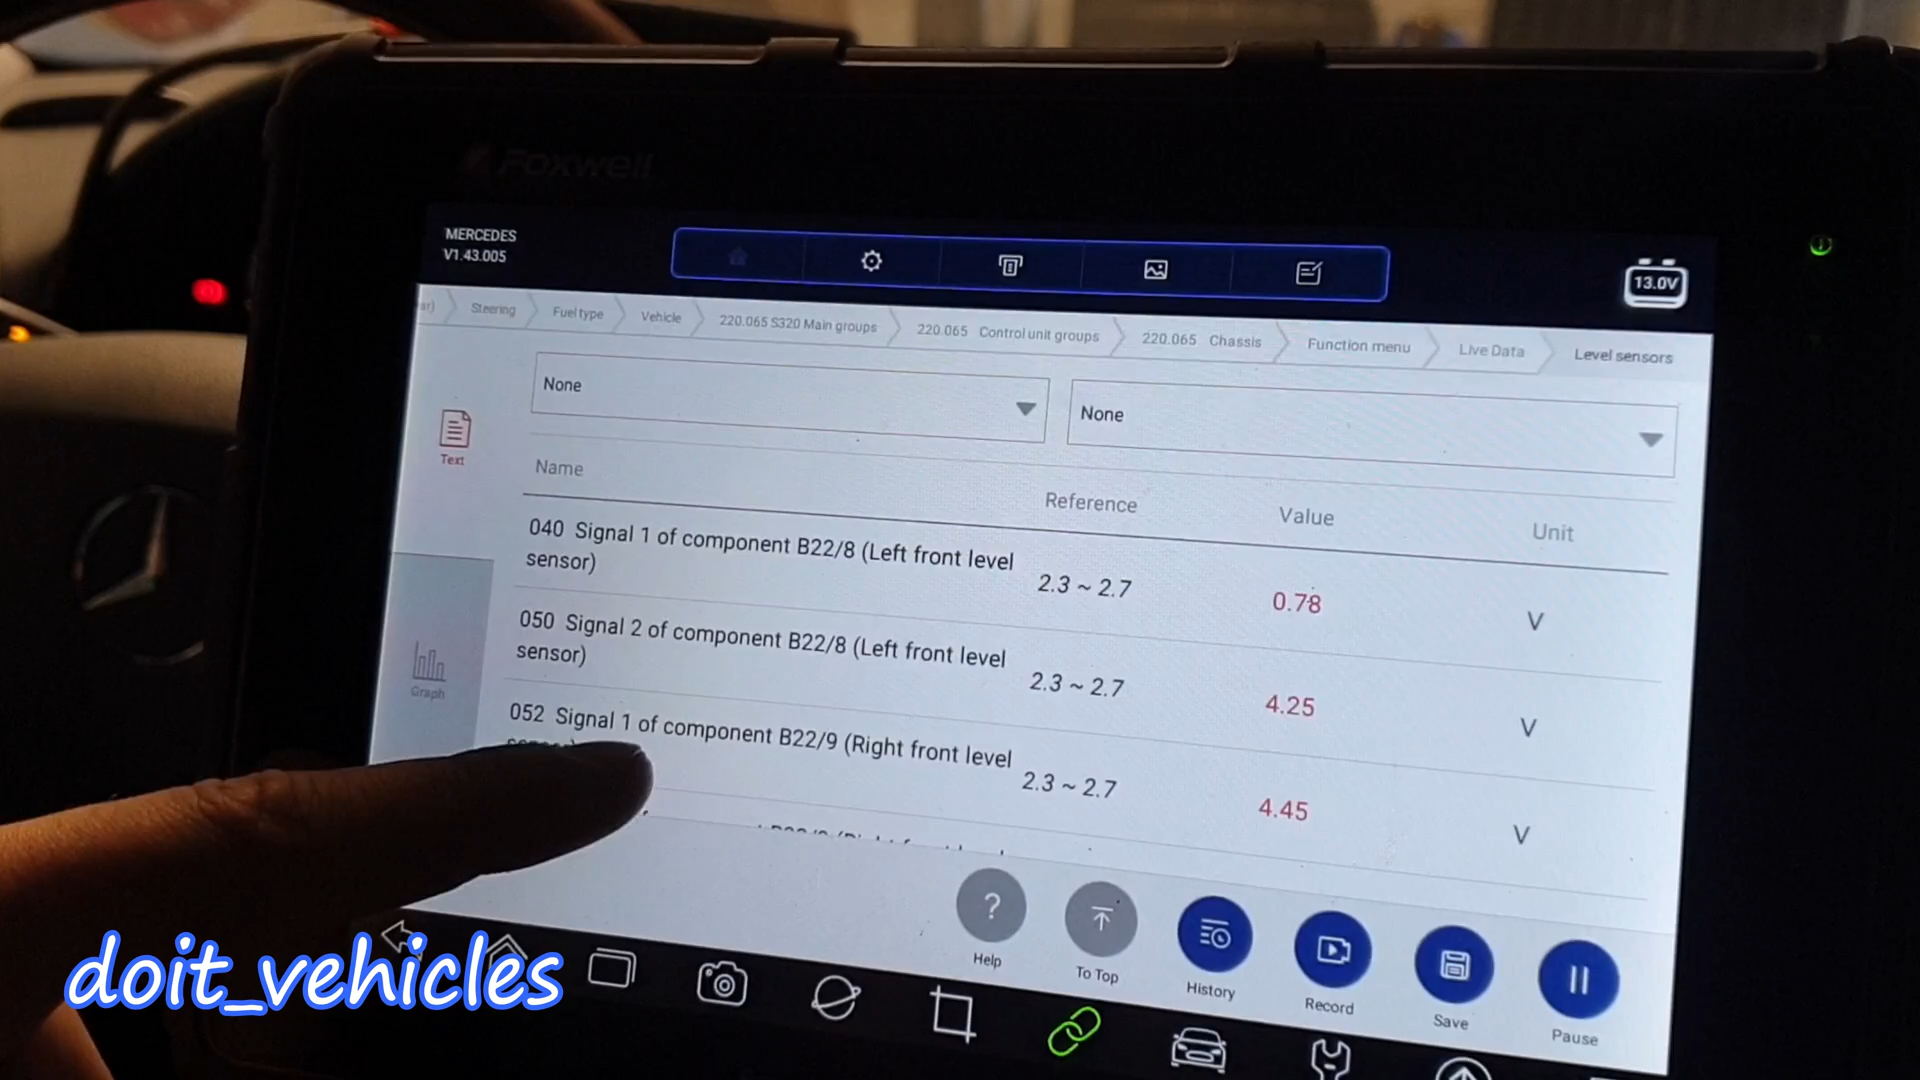 Foxwell
MERCEDES
V1.43.005
13.0V
Steering
Fuel type
Vehicle
220.065 S320 Main groups
220.065 Control unit groups
220.065 Chassis
Function menu
Live Data
Level sensors
None
None
Text
Name
Reference
Value
Unit
040 Signal 1 of component B22/8 (Left front level
sensor)
2.3 ~ 2.7
0.78
V
050 Signal 2 of component B22/8 (Left front level
sensor)
2.3 ~ 2.7
4.25
V
Graph
052 Signal 1 of component B22/9 (Right front level
2.3 ~ 2.7
4.45
V
Help
To Top
History
Record
Save
Pause
doit_vehicles